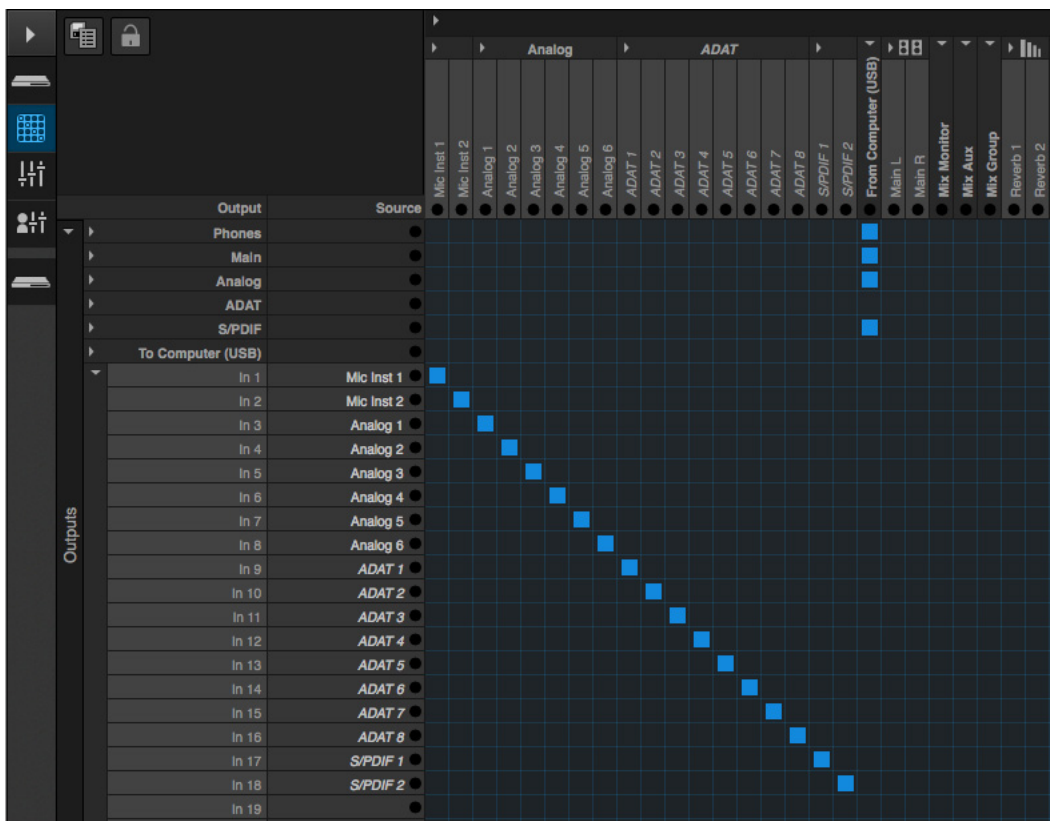 Analog ADAT
Mic Inst 1
Mic Inst 2
Analog 1
Analog 2
Analog 3
Analog 4
Analog 5
Analog 6
ADAT 1
ADAT 2
ADAT 3
ADAT 4
ADAT 5
ADAT 6
ADAT 7
ADAT 8
S/PDIF 1
S/PDIF 2
From Computer (USB)
Main L
Main R
Mix Monitor
Mix Aux
Mix Group
Reverb 1
Reverb 2
Output Source
Phones
Main
Analog
ADAT
S/PDIF
To Computer (USB)
Outputs
In 1 Mic Inst 1
In 2 Mic Inst 2
In 3 Analog 1
In 4 Analog 2
In 5 Analog 3
In 6 Analog 4
In 7 Analog 5
In 8 Analog 6
In 9 ADAT 1
In 10 ADAT 2
In 11 ADAT 3
In 12 ADAT 4
In 13 ADAT 5
In 14 ADAT 6
In 15 ADAT 7
In 16 ADAT 8
In 17 S/PDIF 1
In 18 S/PDIF 2
In 19